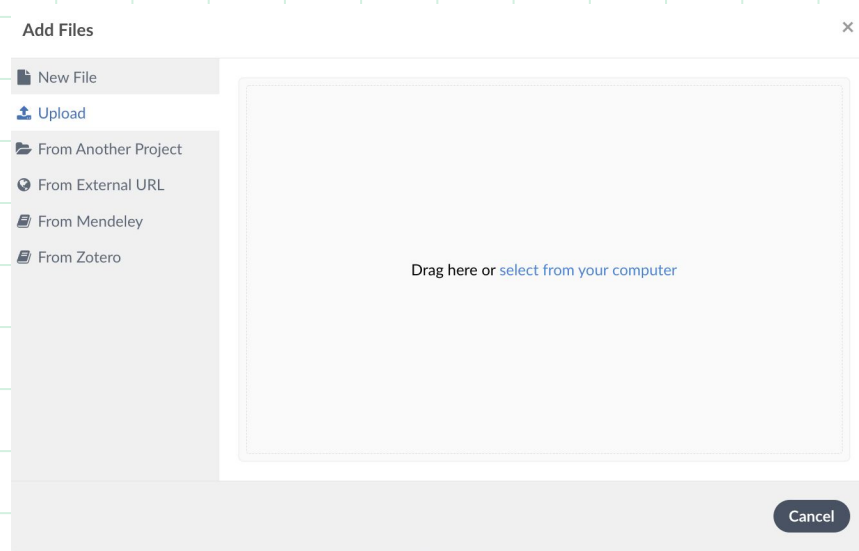 Add Files
×
New File
Upload
From Another Project
From External URL
From Mendeley
From Zotero
Drag here or select from your computer
Cancel